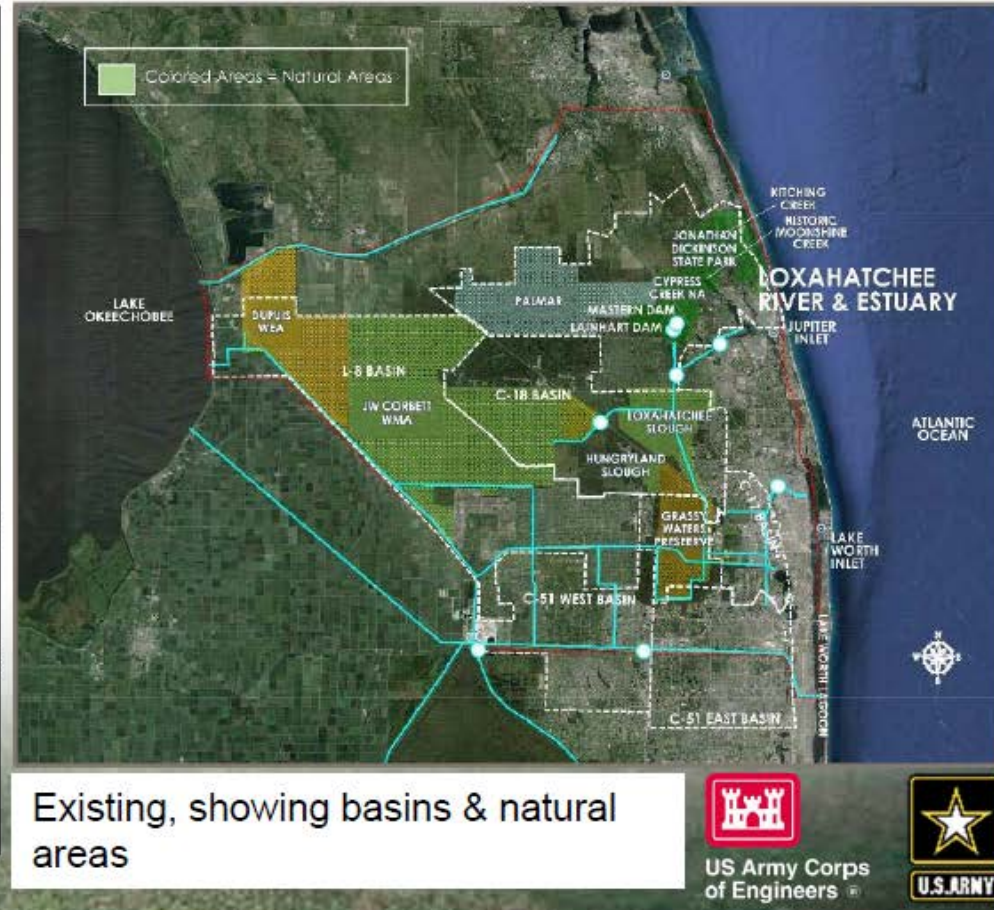 Colored Areas = Natural Areas
KITCHING
CREEK
HISTORIC
MOONSHINE
CREEK
JONATHAN
DICKINSON
STATE PARK
LOXAHATCHEE
RIVER & ESTUARY
CYPRESS
CREEK NA
LAKE
OKEECHOBEE
PALMAR
MASTERN DAM
LAINHART DAM
JUPITER
INLET
DUPUIS
WEA
L-8 BASIN
C-18 BASIN
JW CORBETT
WMA
LOXAHATCHEE
SLOUGH
ATLANTIC
OCEAN
HUNGRYLAND
SLOUGH
GRASSY
WATERS
PRESERVE
C-17 BASIN
LAKE
WORTH
INLET
C-51 WEST BASIN
LAKE WORTH LAGOON
N
C-51 EAST BASIN
Existing, showing basins & natural
areas
US Army Corps
of Engineers ®
U.S.ARMY